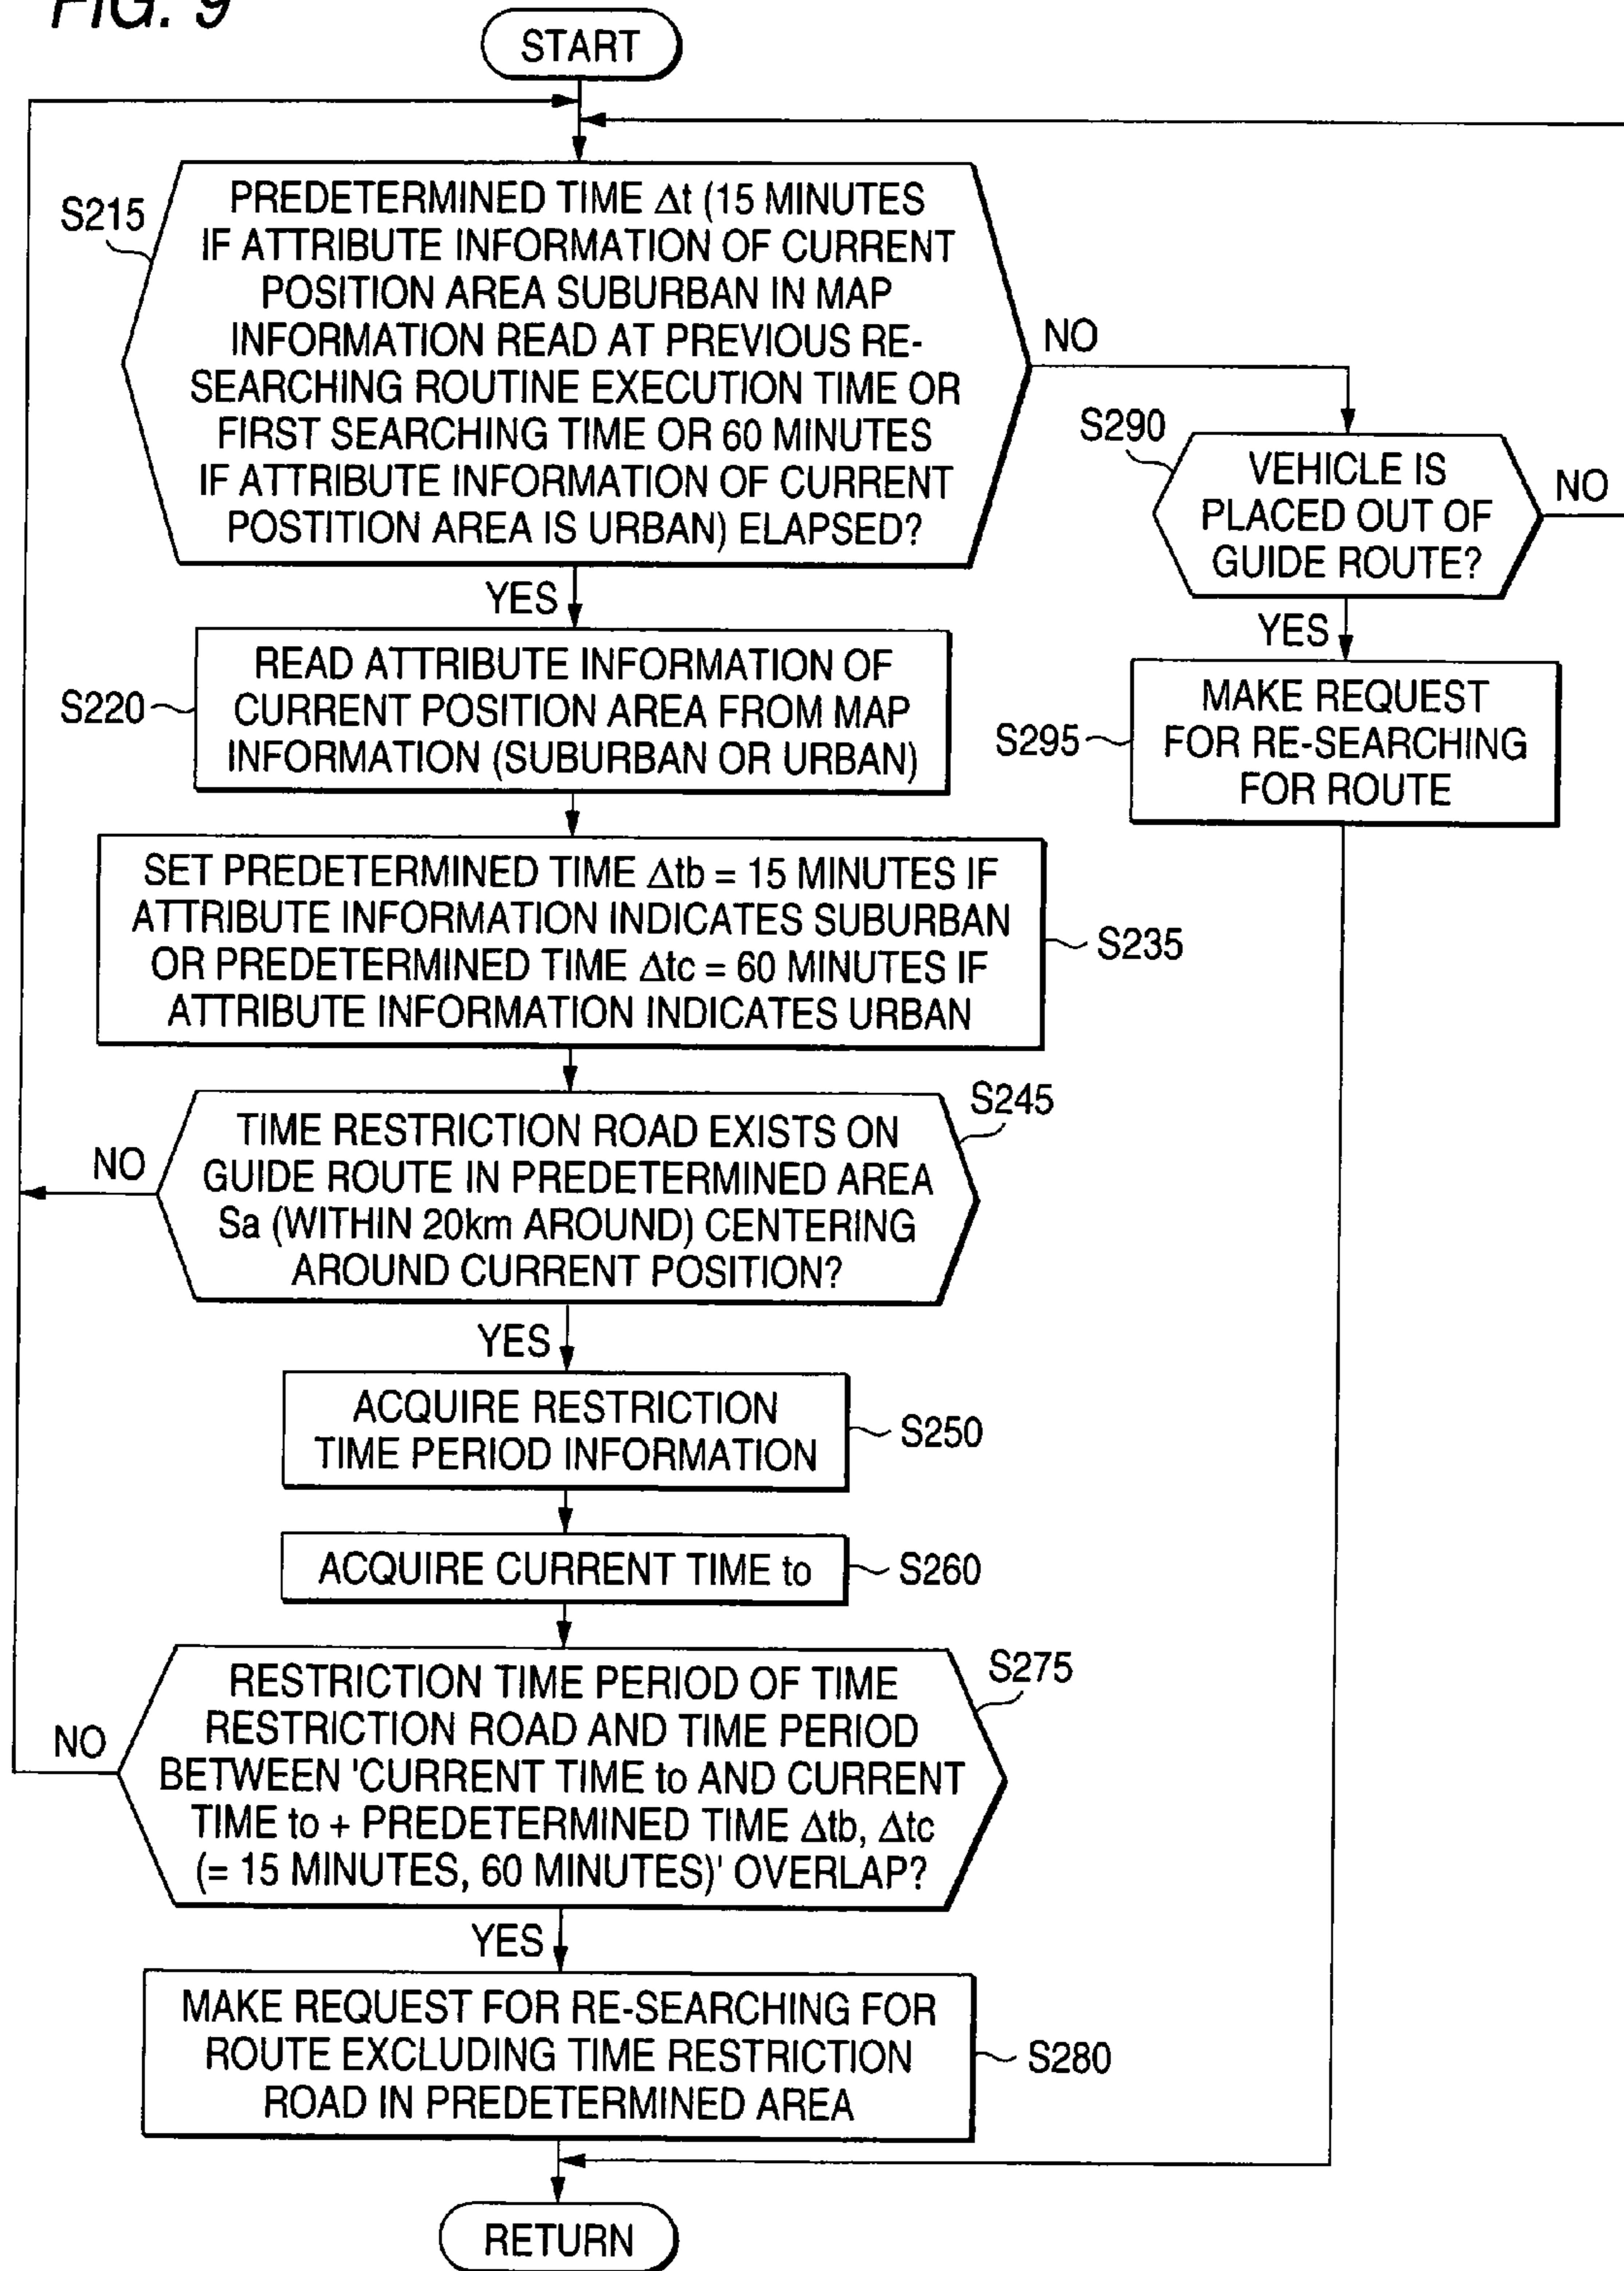 FIG. 9
START
S215
PREDETERMINED TIME Δt (15 MINUTES
IF ATTRIBUTE INFORMATION OF CURRENT
POSITION AREA SUBURBAN IN MAP
INFORMATION READ AT PREVIOUS RE-
SEARCHING ROUTINE EXECUTION TIME OR
FIRST SEARCHING TIME OR 60 MINUTES
IF ATTRIBUTE INFORMATION OF CURRENT
POSTITION AREA IS URBAN) ELAPSED?
NO
YES
S290
VEHICLE IS
PLACED OUT OF
GUIDE ROUTE?
NO
YES
S295
MAKE REQUEST
FOR RE-SEARCHING
FOR ROUTE
S220
READ ATTRIBUTE INFORMATION OF
CURRENT POSITION AREA FROM MAP
INFORMATION (SUBURBAN OR URBAN)
SET PREDETERMINED TIME Δtb = 15 MINUTES IF
ATTRIBUTE INFORMATION INDICATES SUBURBAN
OR PREDETERMINED TIME Δtc = 60 MINUTES IF
ATTRIBUTE INFORMATION INDICATES URBAN
S235
S245
TIME RESTRICTION ROAD EXISTS ON
GUIDE ROUTE IN PREDETERMINED AREA
Sa (WITHIN 20km AROUND) CENTERING
AROUND CURRENT POSITION?
NO
YES
ACQUIRE RESTRICTION
TIME PERIOD INFORMATION
S250
ACQUIRE CURRENT TIME to
S260
S275
RESTRICTION TIME PERIOD OF TIME
RESTRICTION ROAD AND TIME PERIOD
BETWEEN 'CURRENT TIME to AND CURRENT
TIME to + PREDETERMINED TIME Δtb, Δtc
(= 15 MINUTES, 60 MINUTES)' OVERLAP?
NO
YES
MAKE REQUEST FOR RE-SEARCHING FOR
ROUTE EXCLUDING TIME RESTRICTION
ROAD IN PREDETERMINED AREA
S280
RETURN